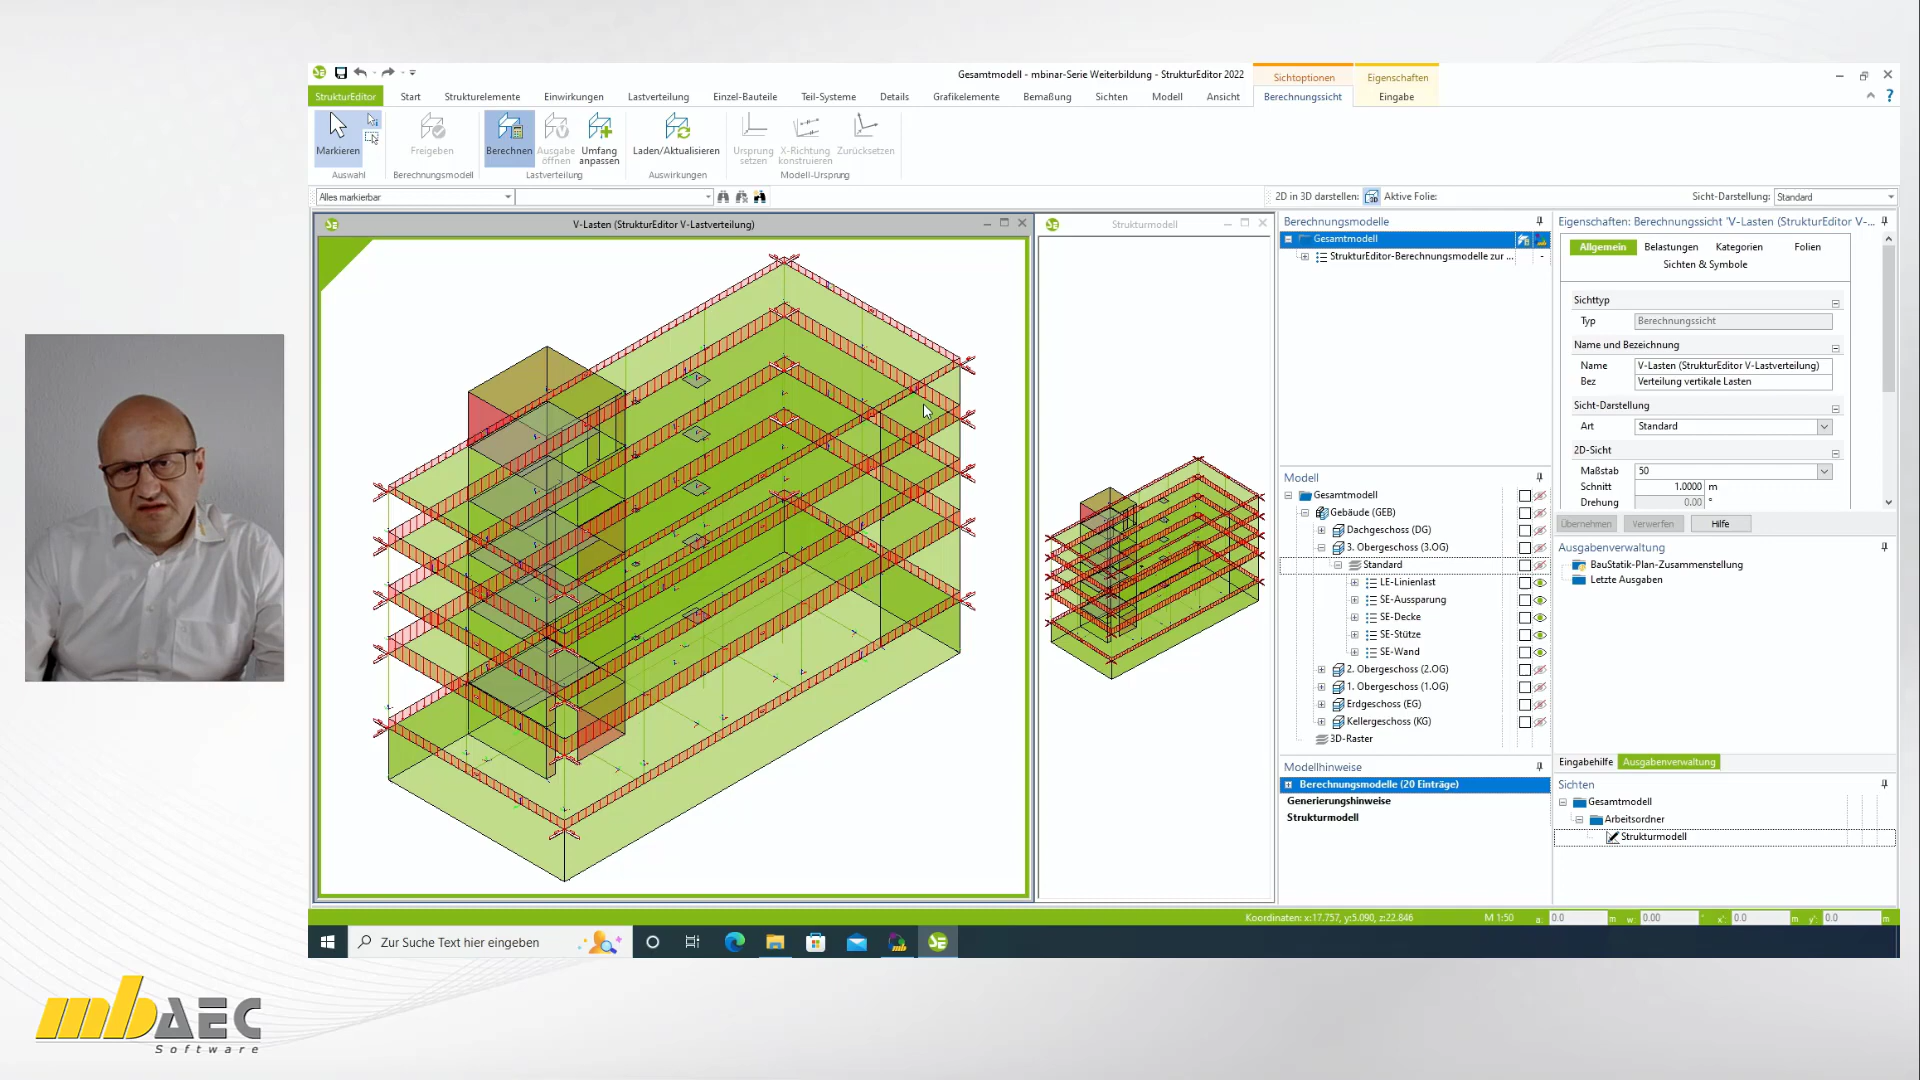 Gesamtmodell - mbinar-Serie Weiterbildung - StrukturEditor 2022
Sichtoptionen
Eigenschaften
StrukturEditor
Start
Strukturelemente
Einwirkungen
Lastverteilung
Einzel-Bauteile
Teil-Systeme
Details
Grafikelemente
Bemaßung
Sichten
Modell
Ansicht
Berechnungssicht
Eingabe
Markieren
Freigeben
Berechnen
Ausgabe öffnen
Umfang anpassen
Laden/Aktualisieren
Ursprung setzen
X-Richtung konstruieren
Zurücksetzen
Auswahl
Berechnungsmodell
Lastverteilung
Auswirkungen
Modell-Ursprung
Alles markierbar
2D in 3D darstellen:
Aktive Folie:
Sicht-Darstellung:
Standard
V-Lasten (StrukturEditor V-Lastverteilung)
Strukturmodell
Berechnungsmodelle
Gesamtmodell
StrukturEditor-Berechnungsmodelle zur ...
Modell
Gesamtmodell
Gebäude (GEB)
Dachgeschoss (DG)
3. Obergeschoss (3.OG)
Standard
LE-Linienlast
SE-Aussparung
SE-Decke
SE-Stütze
SE-Wand
2. Obergeschoss (2.OG)
1. Obergeschoss (1.OG)
Erdgeschoss (EG)
Kellergeschoss (KG)
3D-Raster
Modellhinweise
Berechnungsmodelle (20 Einträge)
Generierungshinweise
Strukturmodell
Eigenschaften: Berechnungssicht 'V-Lasten (StrukturEditor V-...
Allgemein
Belastungen
Kategorien
Folien
Sichten & Symbole
Sichttyp
Typ Berechnungssicht
Name und Bezeichnung
Name V-Lasten (StrukturEditor V-Lastverteilung)
Bez Verteilung vertikale Lasten
Sicht-Darstellung
Art Standard
2D-Sicht
Maßstab 50
Schnitt 1.0000 m
Drehung 0.00 °
Übernehmen
Verwerfen
Hilfe
Ausgabenverwaltung
BauStatik-Plan-Zusammenstellung
Letzte Ausgaben
Eingabehilfe
Ausgabenverwaltung
Sichten
Gesamtmodell
Arbeitsordner
Strukturmodell
Koordinaten: x:17.757, y:5.090, z:22.846
M 1:50
a: 0.0 m w: 0.00 ° x': 0.0 m y': 0.0 m
Zur Suche Text hier eingeben
mbAEC
Software